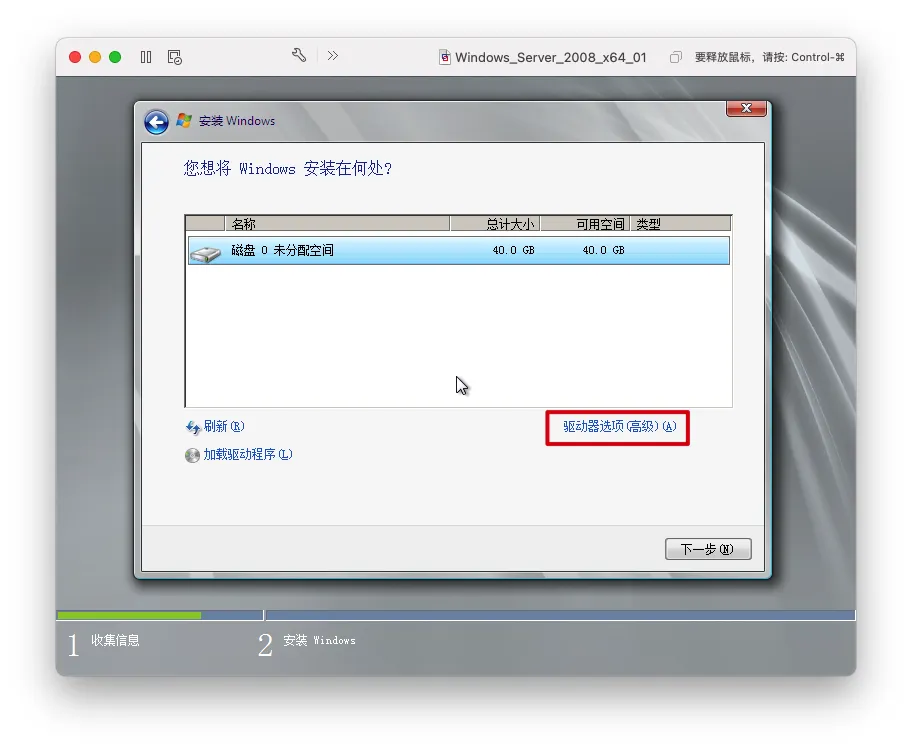 Windows_Server_2008_x64_01 要释放鼠标，请按: Control-⌘
安装 Windows
您想将 Windows 安装在何处?
名称 总计大小 可用空间 类型
磁盘 0 未分配空间 40.0 GB 40.0 GB
刷新(R) 驱动器选项(高级)(A)
加载驱动程序(L)
下一步(N)
1 收集信息 2 安装 Windows